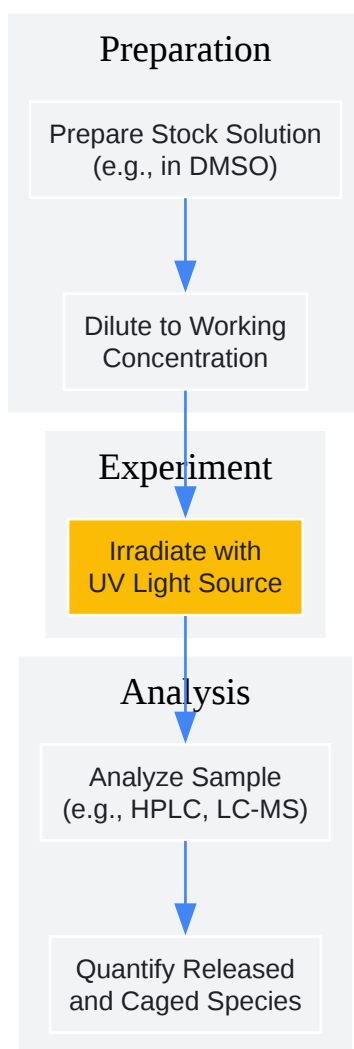 Preparation
Prepare Stock Solution
(e.g., in DMSO)
Dilute to Working
Concentration
Experiment
Irradiate with
UV Light Source
Analysis
Analyze Sample
(e.g., HPLC, LC-MS)
Quantify Released
and Caged Species